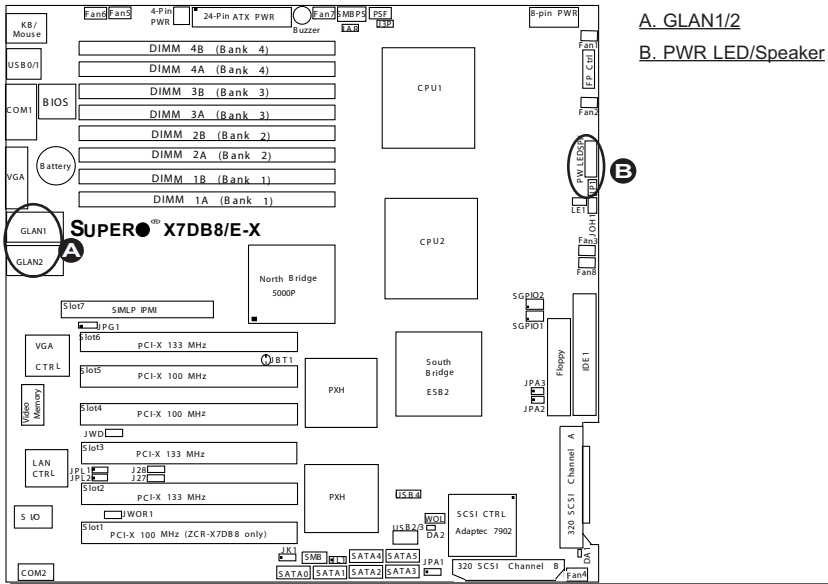 Fan6 Fan5
4-Pin
PWR
24-Pin ATX PWR
Buzzer
Fan7
SMBPS
PSF
JAR
J3P
8-pin PWR
A. GLAN1/2
B. PWR LED/Speaker
KB/
Mouse
USB0/1
COM1
BIOS
VGA
Battery
GLAN1
GLAN2
A
DIMM 4B (Bank 4)
DIMM 4A (Bank 4)
DIMM 3B (Bank 3)
DIMM 3A (Bank 3)
DIMM 2B (Bank 2)
DIMM 2A (Bank 2)
DIMM 1B (Bank 1)
DIMM 1A (Bank 1)
SUPER® X7DB8/E-X
CPU1
CPU2
Fan1
FP Ctrl
Fan2
PW LEDSPK
B
JP1
LE1
JOH1
Fan3
Fan8
North Bridge
5000P
Slot7
SIMLP IPMI
JPG1
Slot6
PCI-X 133 MHz
JBT1
Slot5
PCI-X 100 MHz
Slot4
PCI-X 100 MHz
JWD
Slot3
PCI-X 133 MHz
JPL1
JPL2
J28
J27
Slot2
PCI-X 133 MHz
JWOR1
Slot1
PCI-X 100 MHz (ZCR-X7DB8 only)
VGA
CTRL
Video
Memory
LAN
CTRL
S I/O
COM2
PXH
PXH
South
Bridge
ESB2
SGPIO2
SGPIO1
Floppy
IDE1
JPA3
JPA2
320 SCSI Channel A
USB4
USB2/3
WOL
DA2
SCSI CTRL
Adaptec 7902
JK1
SMB
SATA4 SATA5
SATA0 SATA1 SATA2 SATA3
JPA1
320 SCSI Channel B
DA1
Fan4